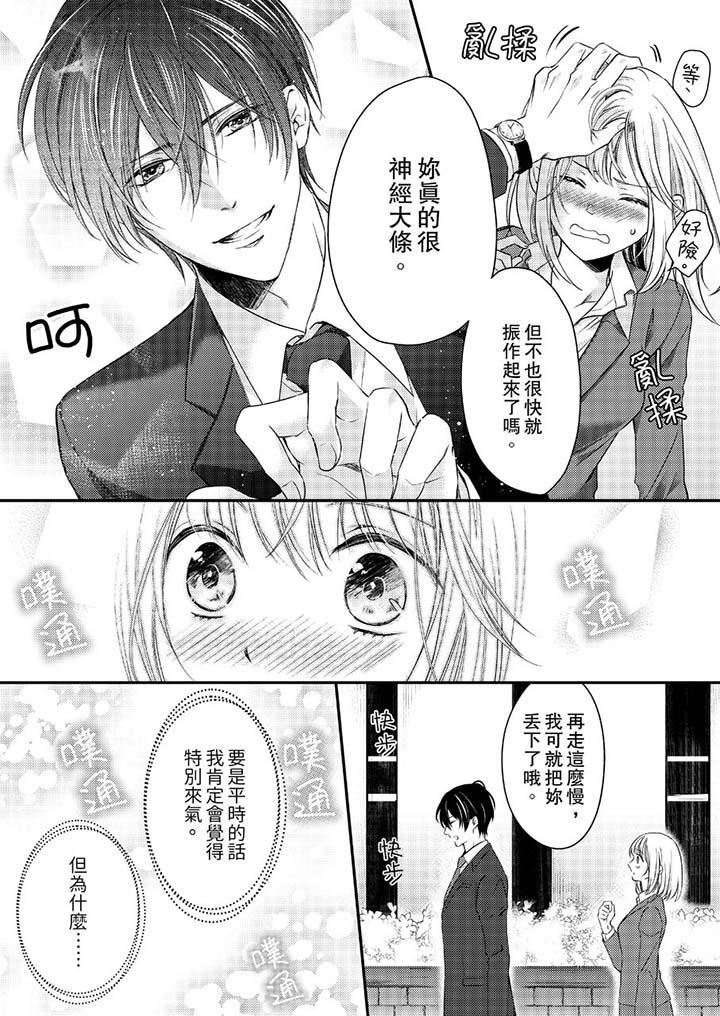 亂揉
等、
好險。
妳真的很
神經大條。
但不也很快就
振作起來了嗎。
亂揉
呵
噗通
噗通
再走這麼慢，
我可就把妳
丟下了哦。
快步
快步
噗通
噗通
要是平時的話
我肯定會覺得
特別來氣。
但為什麼……
噗通